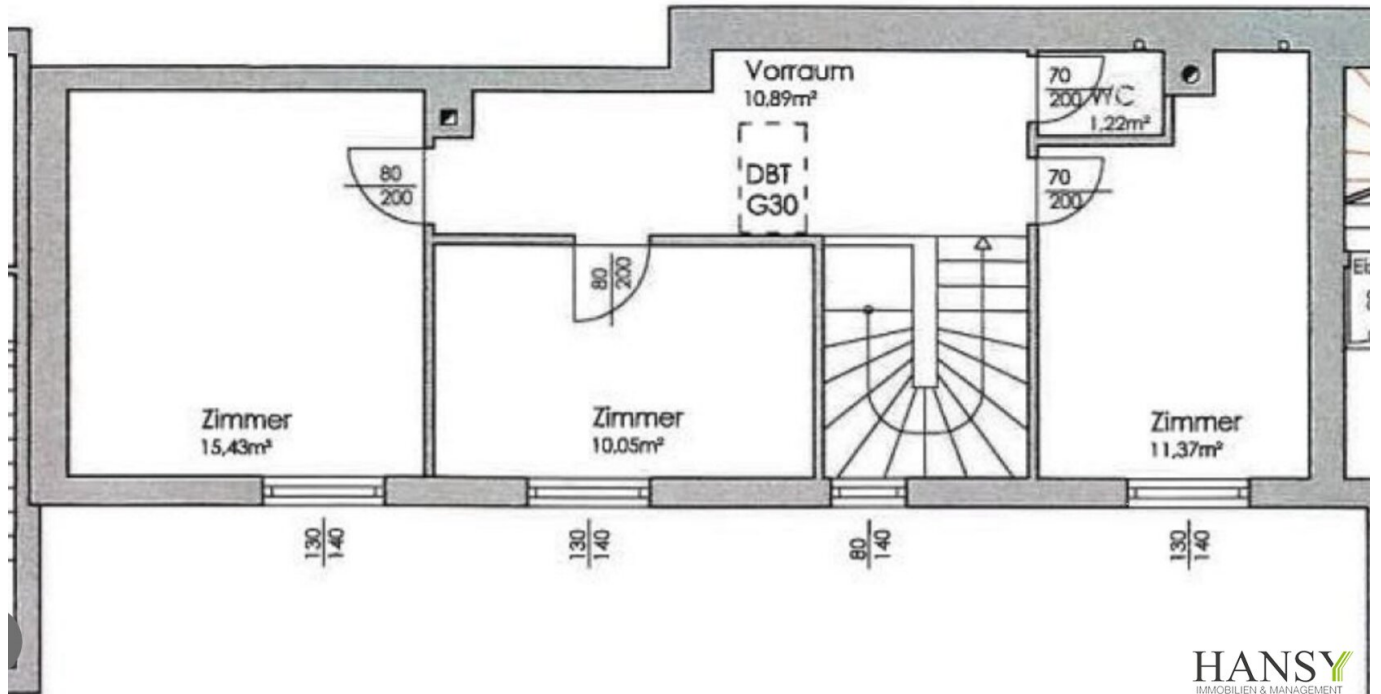 Vorraum
10,89m²
70
200
WC
1,22m²
80
200
DBT
G30
70
200
80
200
Zimmer
15,43m²
Zimmer
10,05m²
Zimmer
11,37m²
130
140
130
140
80
140
130
140
HANSY
IMMOBILIEN & MANAGEMENT